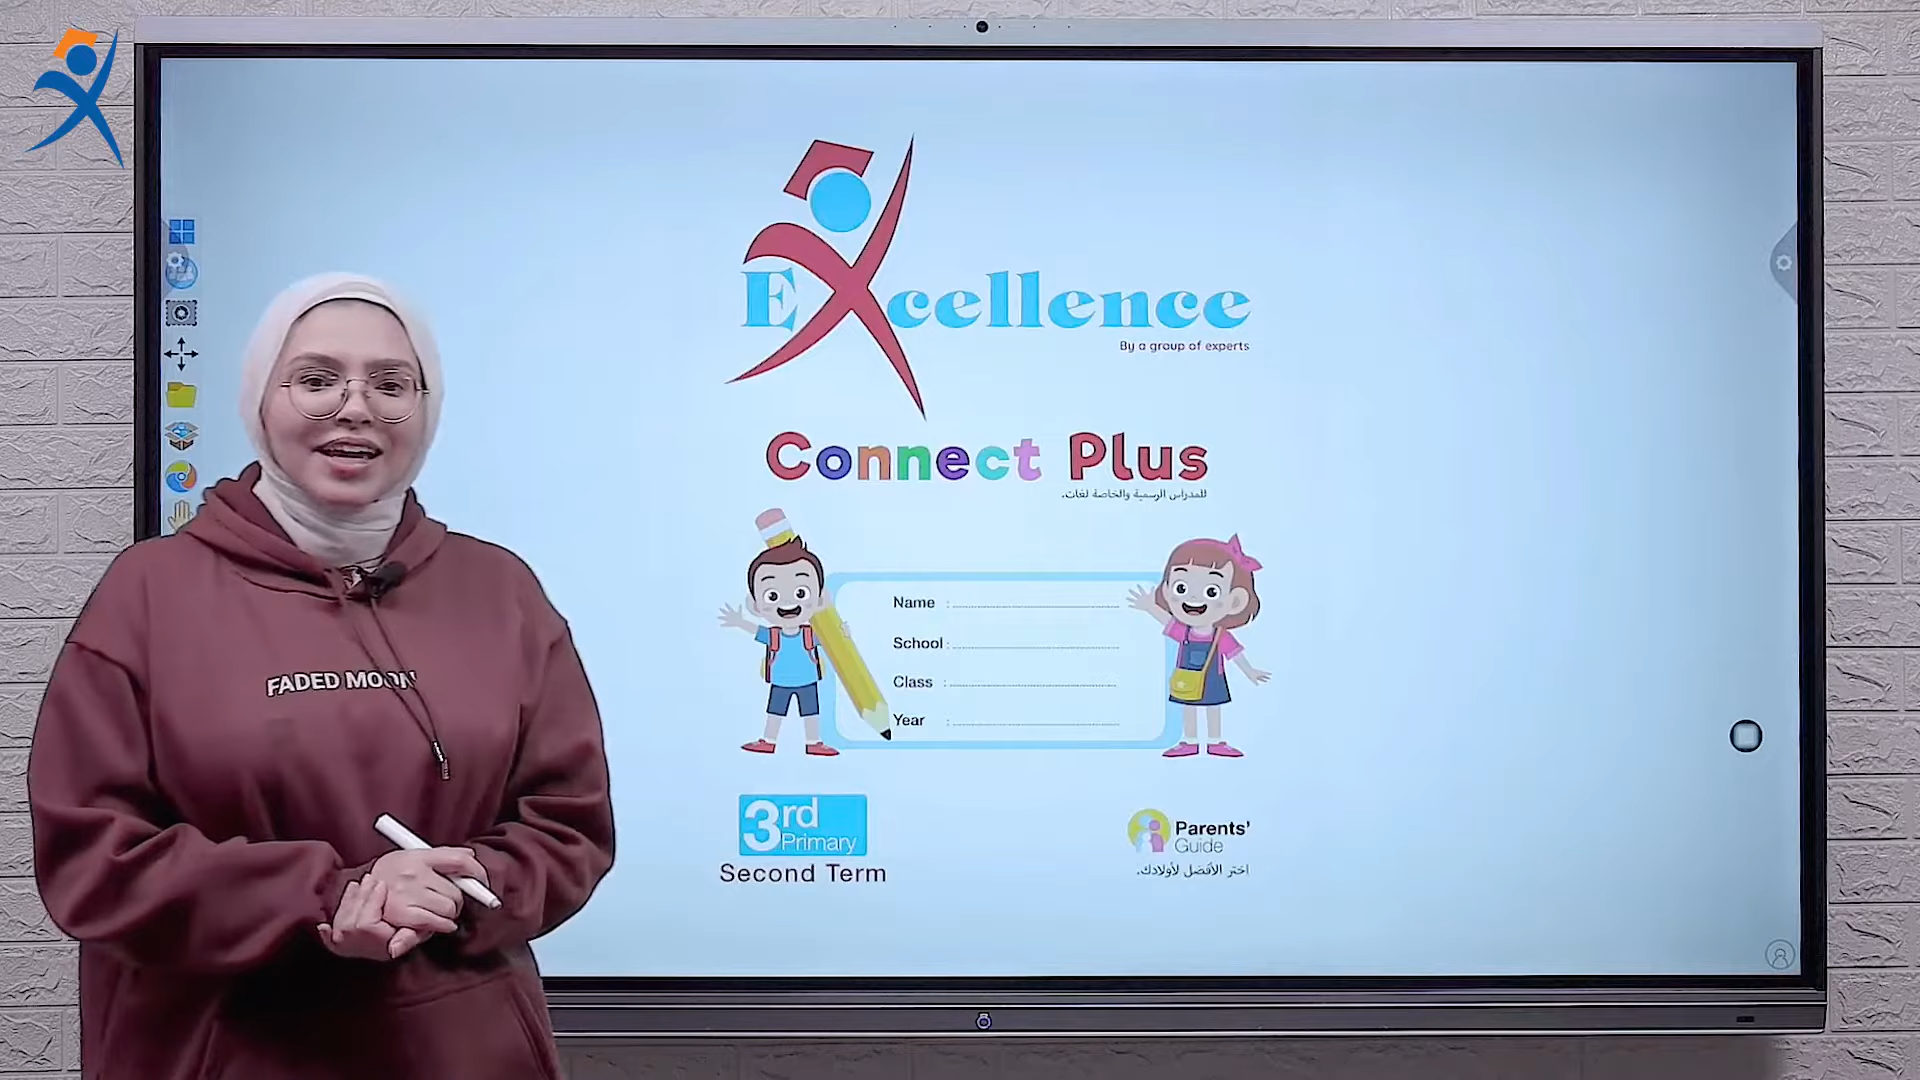 Excellence
By a group of experts
Connect Plus
للمدراس الرسمية والخاصة لغات.
Name : ........................
School : ........................
Class : ........................
Year : ........................
3rd
Primary
Second Term
Parents'
Guide
اختر الأفضل لأولادك.
FADED MOON